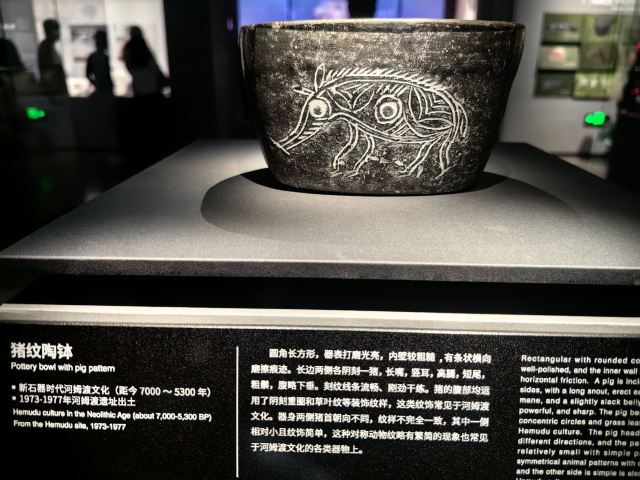 猪纹陶钵
Pottery bowl with pig pattern
▪ 新石器时代河姆渡文化（距今 7000 ～ 5300 年）
▪ 1973-1977年河姆渡遗址出土
Hemudu culture in the Neolithic Age (about 7,000-5,300 BP)
From the Hemudu site, 1973-1977
圆角长方形，器表打磨光亮，内壁较粗糙，有条状横向
磨擦痕迹。长边两侧各阴刻一猪，长嘴，竖耳，高腿，短尾，
粗鬃，腹略下垂。刻纹线条流畅、刚劲干练。猪的腹部均运
用了阴刻重圈和草叶纹等装饰纹样，这类纹饰常见于河姆渡
文化。器身两侧猪首朝向不同，纹样不完全一致，其中一侧
相对小且纹饰简单，这种对称动物纹略有繁简的现象也常见
于河姆渡文化的各类器物上。
Rectangular with rounded co
well-polished, and the inner wall
horizontal friction. A pig is inci
sides, with a long snout, erect ea
mane, and a slightly slack belly
powerful, and sharp. The pig bo
concentric circles and grass lea
Hemudu culture. The pig head
different directions, and the pa
relatively small with simple pa
symmetrical animal patterns with c
and the other side is simple is also